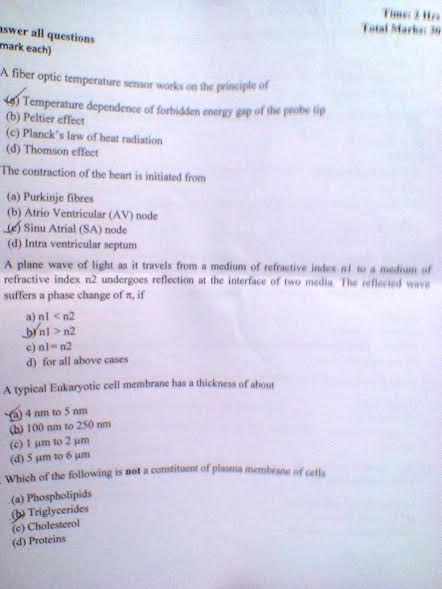 Time: 2 Hrs
Total Marks: 30
nswer all questions
mark each)
A fiber optic temperature sensor works on the principle of
(a) Temperature dependence of forbidden energy gap of the probe tip
(b) Peltier effect
(c) Planck's law of heat radiation
(d) Thomson effect
The contraction of the heart is initiated from
(a) Purkinje fibres
(b) Atrio Ventricular (AV) node
(c) Sinu Atrial (SA) node
(d) Intra ventricular septum
A plane wave of light as it travels from a medium of refractive index n1 to a medium of
refractive index n2 undergoes reflection at the interface of two media. The reflected wave
suffers a phase change of π, if
a) n1 < n2
b) n1 > n2
c) n1= n2
d) for all above cases
A typical Eukaryotic cell membrane has a thickness of about
(a) 4 nm to 5 nm
(b) 100 nm to 250 nm
(c) 1 µm to 2 µm
(d) 5 µm to 6 µm
Which of the following is not a constituent of plasma membrane of cells
(a) Phospholipids
(b) Triglycerides
(c) Cholesterol
(d) Proteins